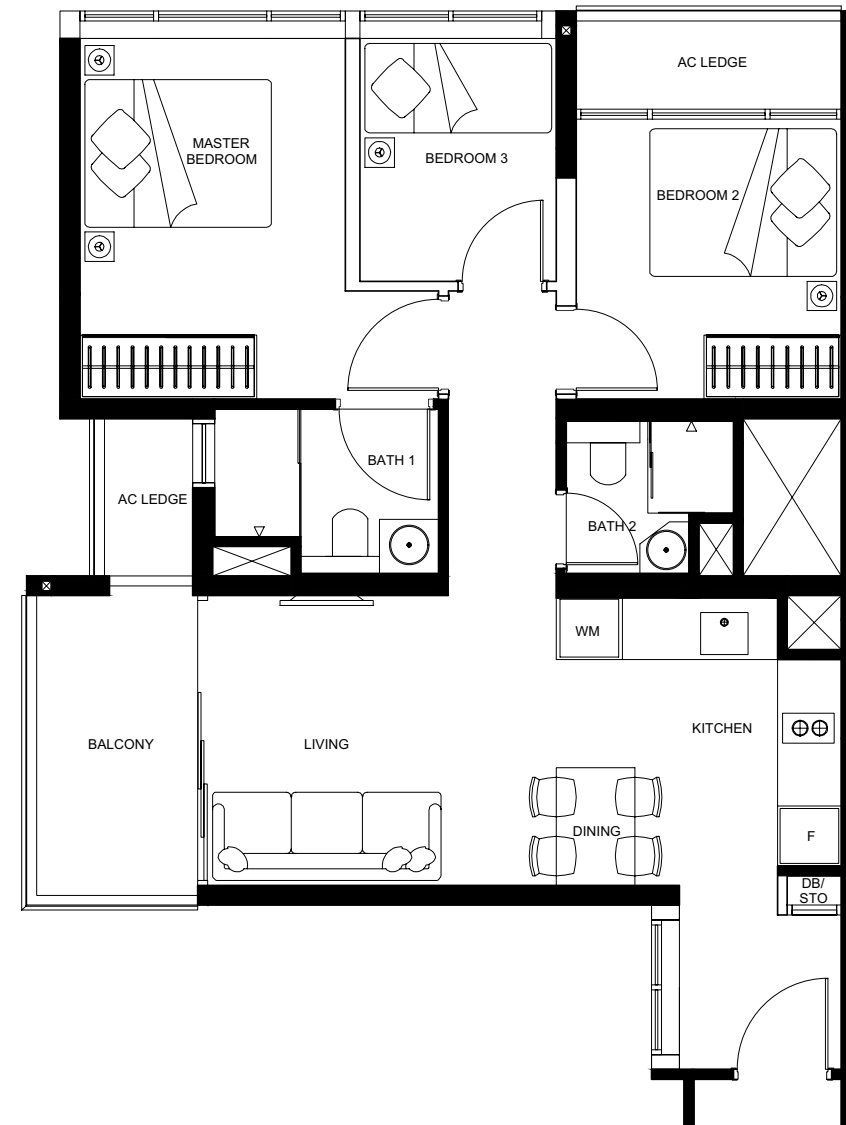 AC LEDGE
MASTER
BEDROOM
BEDROOM 3
BEDROOM 2
BATH 1
AC LEDGE
BATH 2
WM
KITCHEN
BALCONY
LIVING
DINING
F
DB/
STO